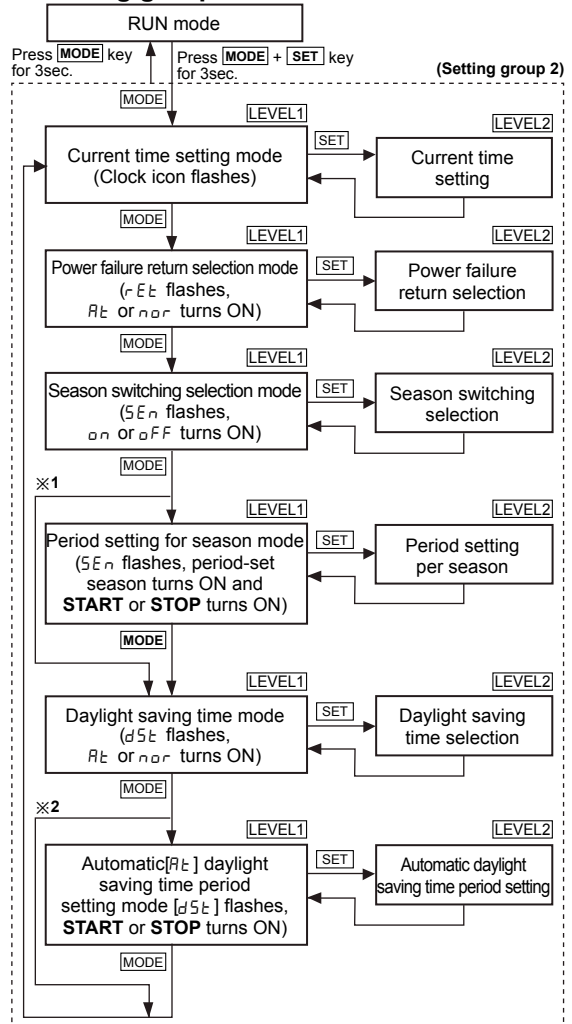 RUN mode
Press MODE key for 3sec.
Press MODE + SET key for 3sec.
(Setting group 2)
MODE
LEVEL1
Current time setting mode
(Clock icon flashes)
SET
LEVEL2
Current time
setting
MODE
LEVEL1
Power failure return selection mode
(rEt flashes,
At or nor turns ON)
SET
LEVEL2
Power failure
return selection
MODE
LEVEL1
Season switching selection mode
(SEn flashes,
on or oFF turns ON)
SET
LEVEL2
Season switching
selection
MODE
※1
LEVEL1
Period setting for season mode
(SEn flashes, period-set
season turns ON and
START or STOP turns ON)
SET
LEVEL2
Period setting
per season
MODE
LEVEL1
Daylight saving time mode
(dSt flashes,
At or nor turns ON)
SET
LEVEL2
Daylight saving
time selection
MODE
※2
LEVEL1
Automatic[At] daylight
saving time period
setting mode [dSt] flashes,
START or STOP turns ON)
SET
LEVEL2
Automatic daylight
saving time period setting
MODE